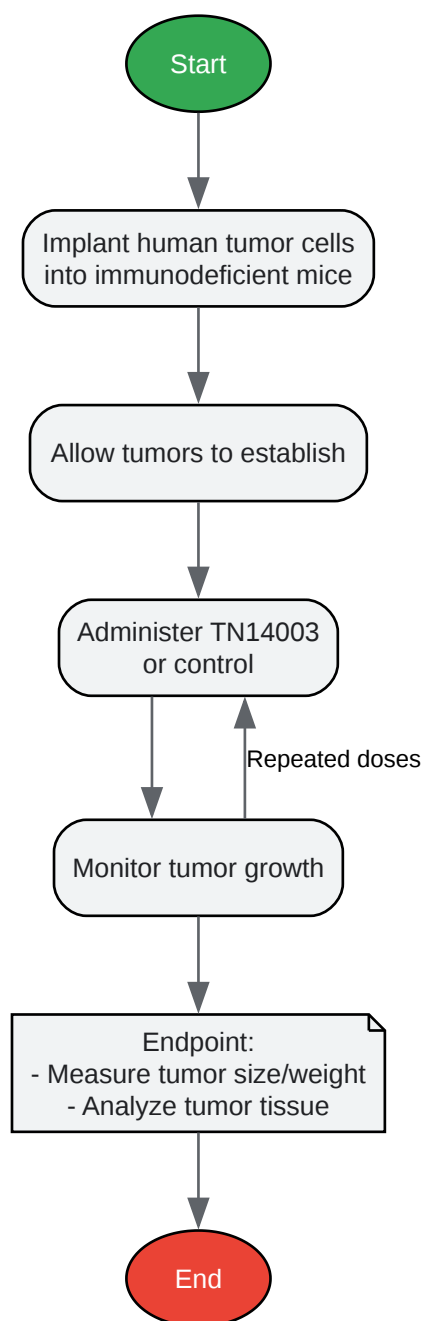 Start
Implant human tumor cells
into immunodeficient mice
Allow tumors to establish
Administer TN14003
or control
Repeated doses
Monitor tumor growth
Endpoint:
- Measure tumor size/weight
- Analyze tumor tissue
End